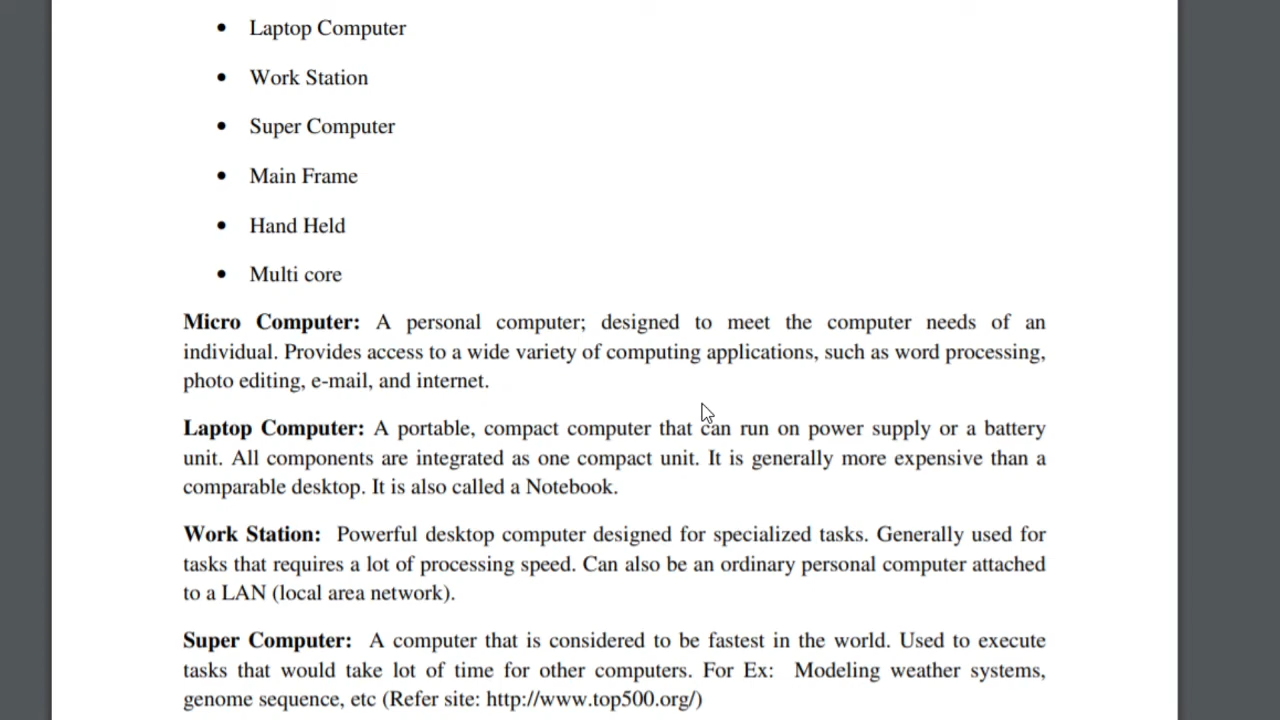 • Laptop Computer
• Work Station
• Super Computer
• Main Frame
• Hand Held
• Multi core
Micro Computer: A personal computer; designed to meet the computer needs of an
individual. Provides access to a wide variety of computing applications, such as word processing,
photo editing, e-mail, and internet.
Laptop Computer: A portable, compact computer that can run on power supply or a battery
unit. All components are integrated as one compact unit. It is generally more expensive than a
comparable desktop. It is also called a Notebook.
Work Station: Powerful desktop computer designed for specialized tasks. Generally used for
tasks that requires a lot of processing speed. Can also be an ordinary personal computer attached
to a LAN (local area network).
Super Computer: A computer that is considered to be fastest in the world. Used to execute
tasks that would take lot of time for other computers. For Ex: Modeling weather systems,
genome sequence, etc (Refer site: http://www.top500.org/)